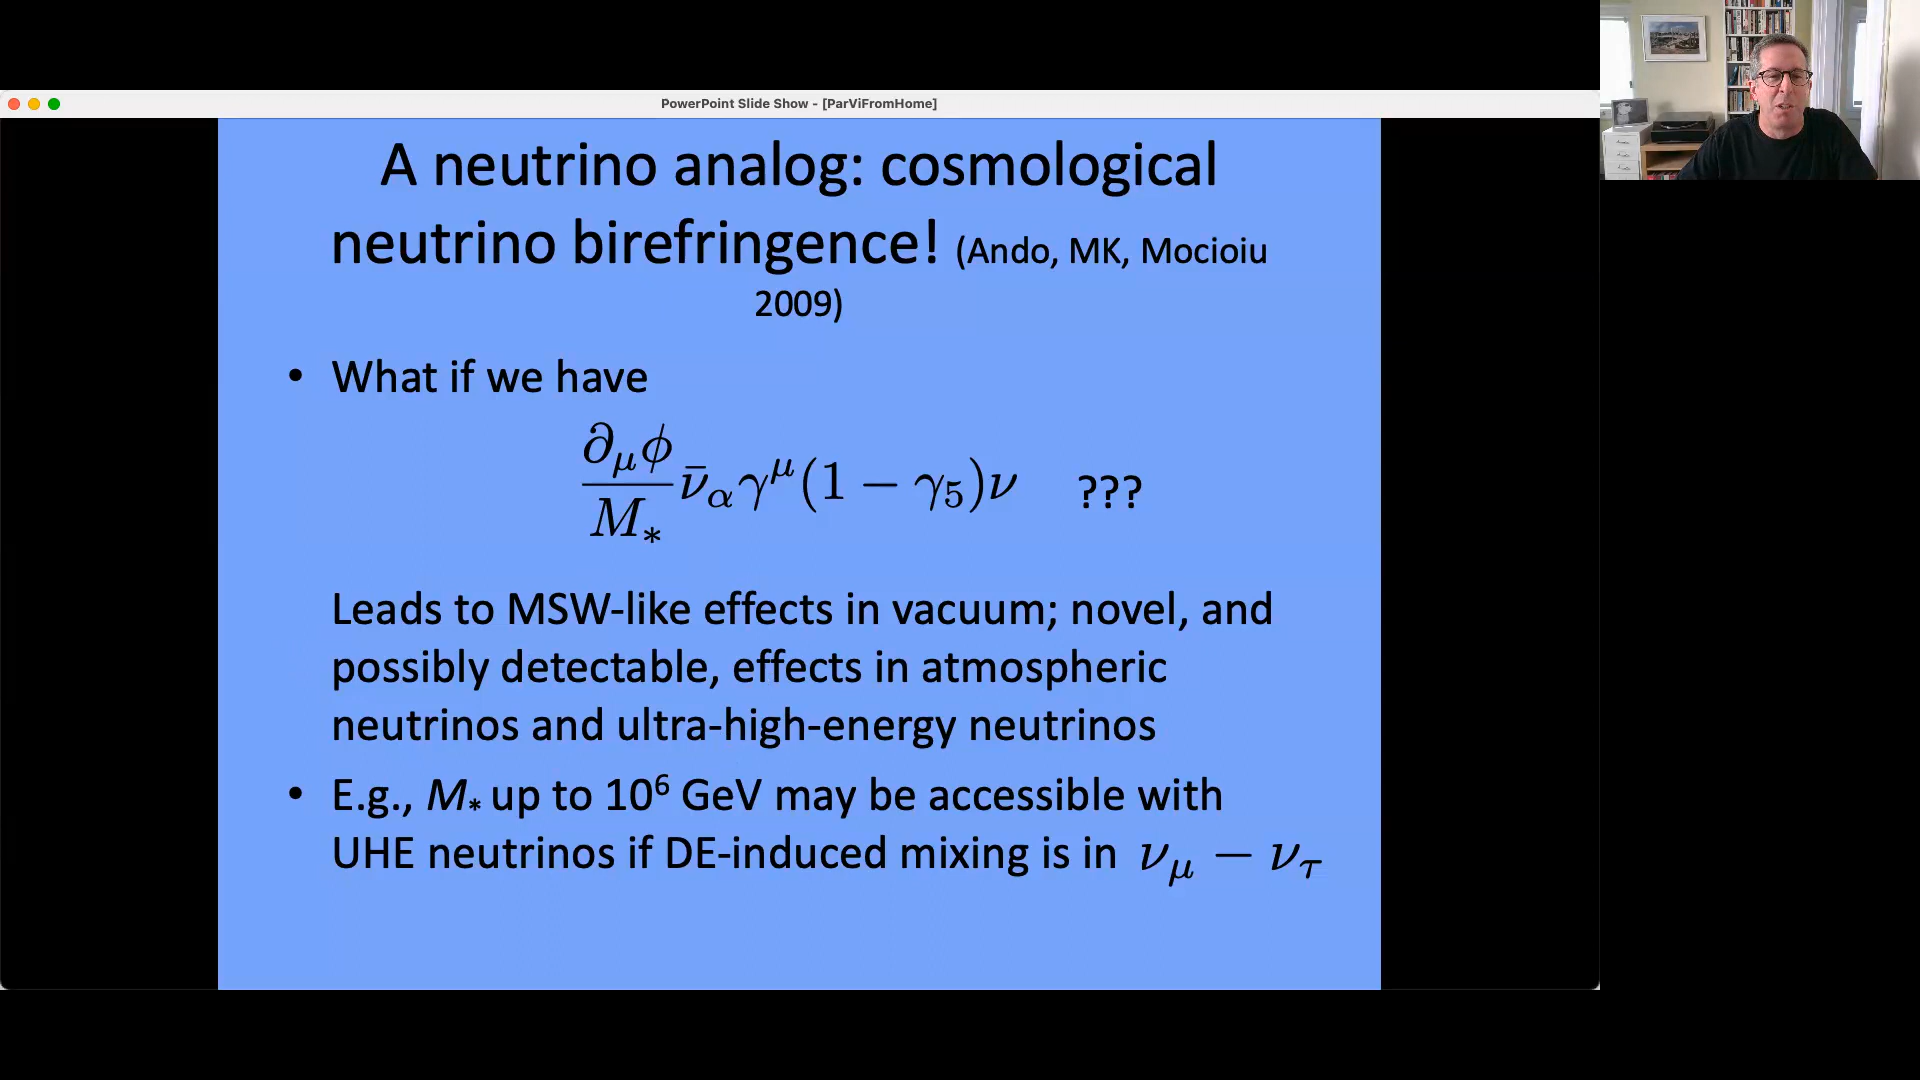 PowerPoint Slide Show - [ParViFromHome]
A neutrino analog: cosmological
neutrino birefringence! (Ando, MK, Mocioiu
2009)
• What if we have
∂_μϕ / M_* ν̄_α γ^μ (1 − γ_5)ν ???
Leads to MSW-like effects in vacuum; novel, and
possibly detectable, effects in atmospheric
neutrinos and ultra-high-energy neutrinos
• E.g., M_* up to 10⁶ GeV may be accessible with
UHE neutrinos if DE-induced mixing is in ν_μ − ν_τ